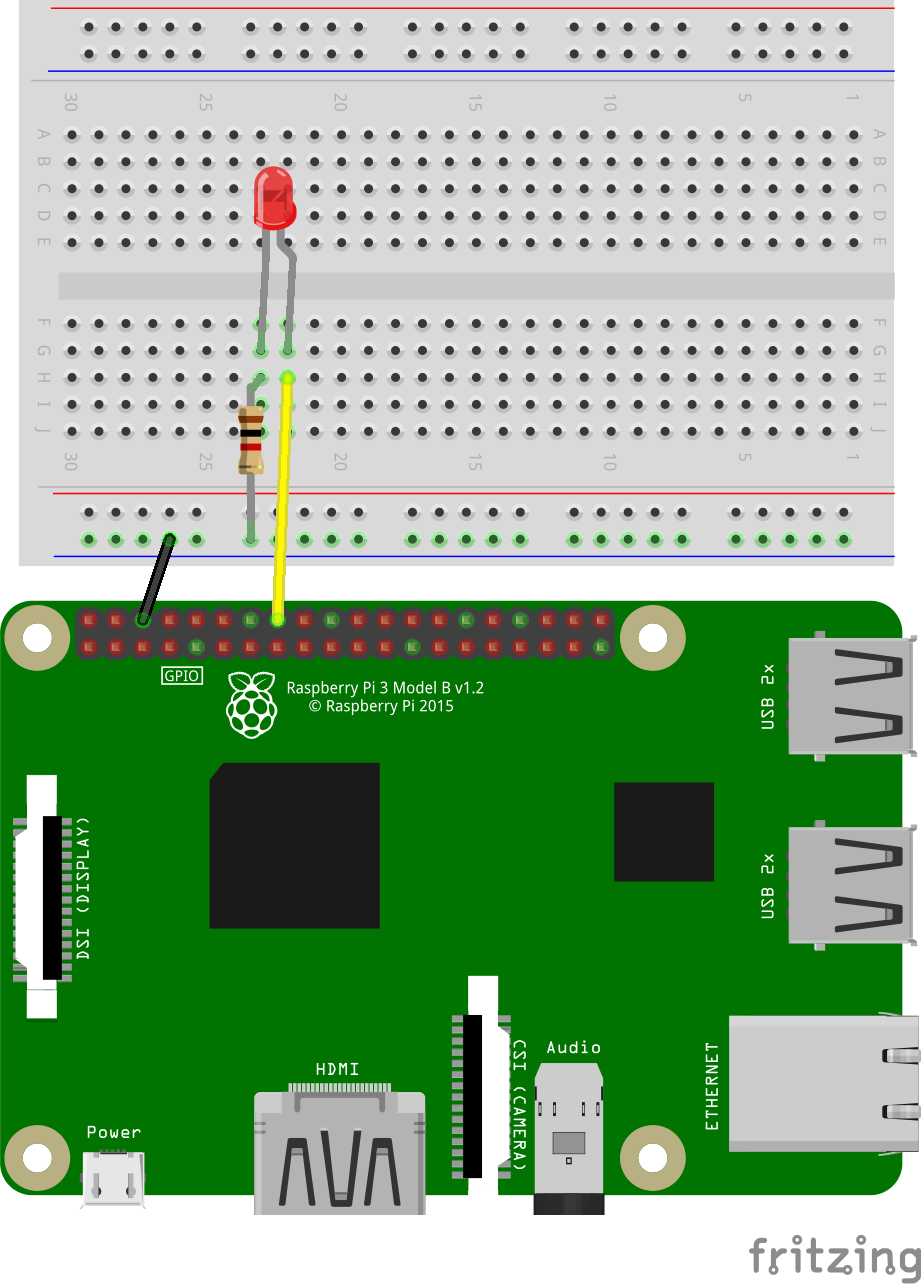 30 25 20 15 10 5 1
A A
B B
C C
D D
E E
F F
G G
H H
I I
J J
30 25 20 15 10 5 1
GPIO
Raspberry Pi 3 Model B v1.2
© Raspberry Pi 2015
USB 2x
DSI (DISPLAY)
USB 2x
CSI (CAMERA)
Audio
ETHERNET
HDMI
Power
fritzing